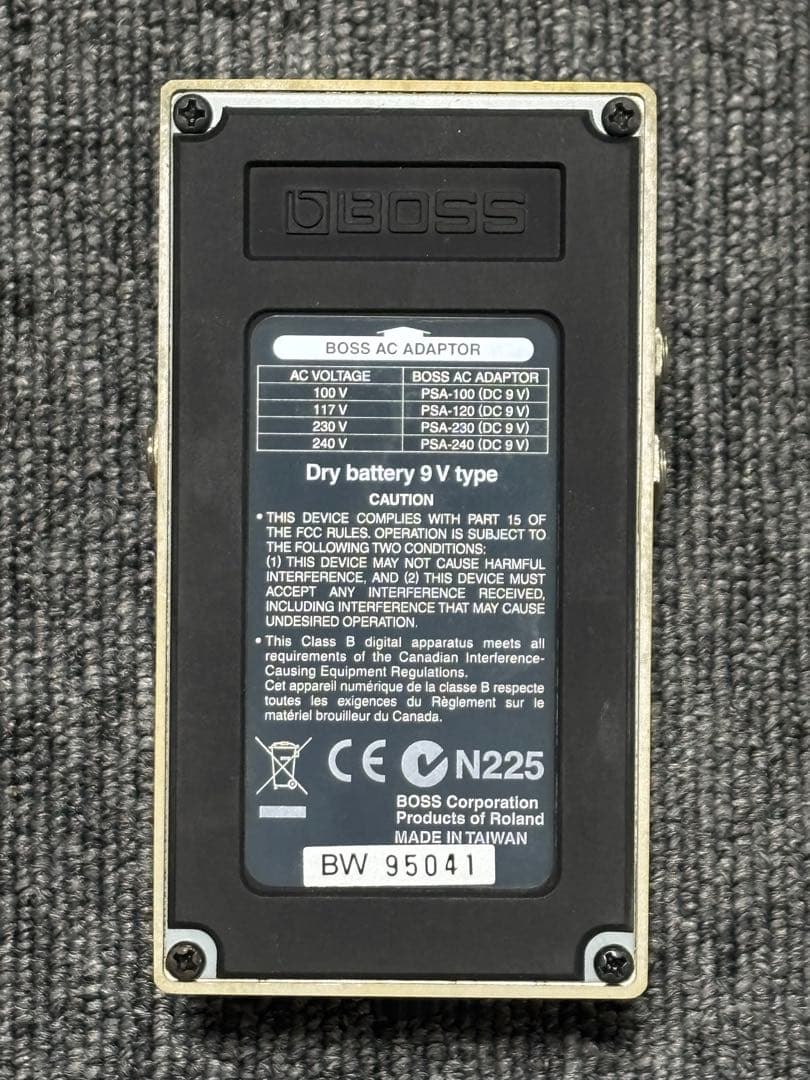 BOSS
BOSS AC ADAPTOR
AC VOLTAGE BOSS AC ADAPTOR
100 V PSA-100 (DC 9 V)
117 V PSA-120 (DC 9 V)
230 V PSA-230 (DC 9 V)
240 V PSA-240 (DC 9 V)
Dry battery 9 V type
CAUTION
• THIS DEVICE COMPLIES WITH PART 15 OF
THE FCC RULES. OPERATION IS SUBJECT TO
THE FOLLOWING TWO CONDITIONS:
(1) THIS DEVICE MAY NOT CAUSE HARMFUL
INTERFERENCE, AND (2) THIS DEVICE MUST
ACCEPT ANY INTERFERENCE RECEIVED,
INCLUDING INTERFERENCE THAT MAY CAUSE
UNDESIRED OPERATION.
• This Class B digital apparatus meets all
requirements of the Canadian Interference-
Causing Equipment Regulations.
Cet appareil numérique de la classe B respecte
toutes les exigences du Règlement sur le
matériel brouilleur du Canada.
CE N225
BOSS Corporation
Products of Roland
MADE IN TAIWAN
BW 95041